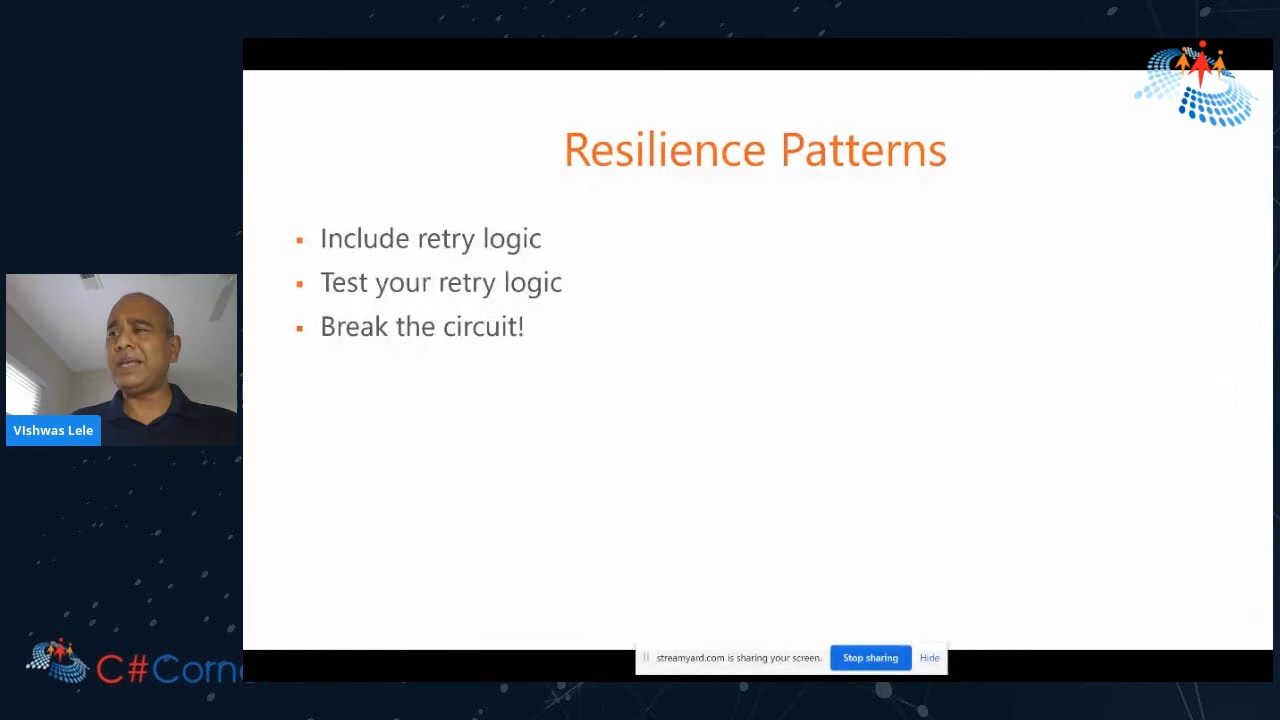 Resilience Patterns
Include retry logic
Test your retry logic
Break the circuit!
VIshwas Lele
C#Corne
streamyard.com is sharing your screen.
Stop sharing
Hide